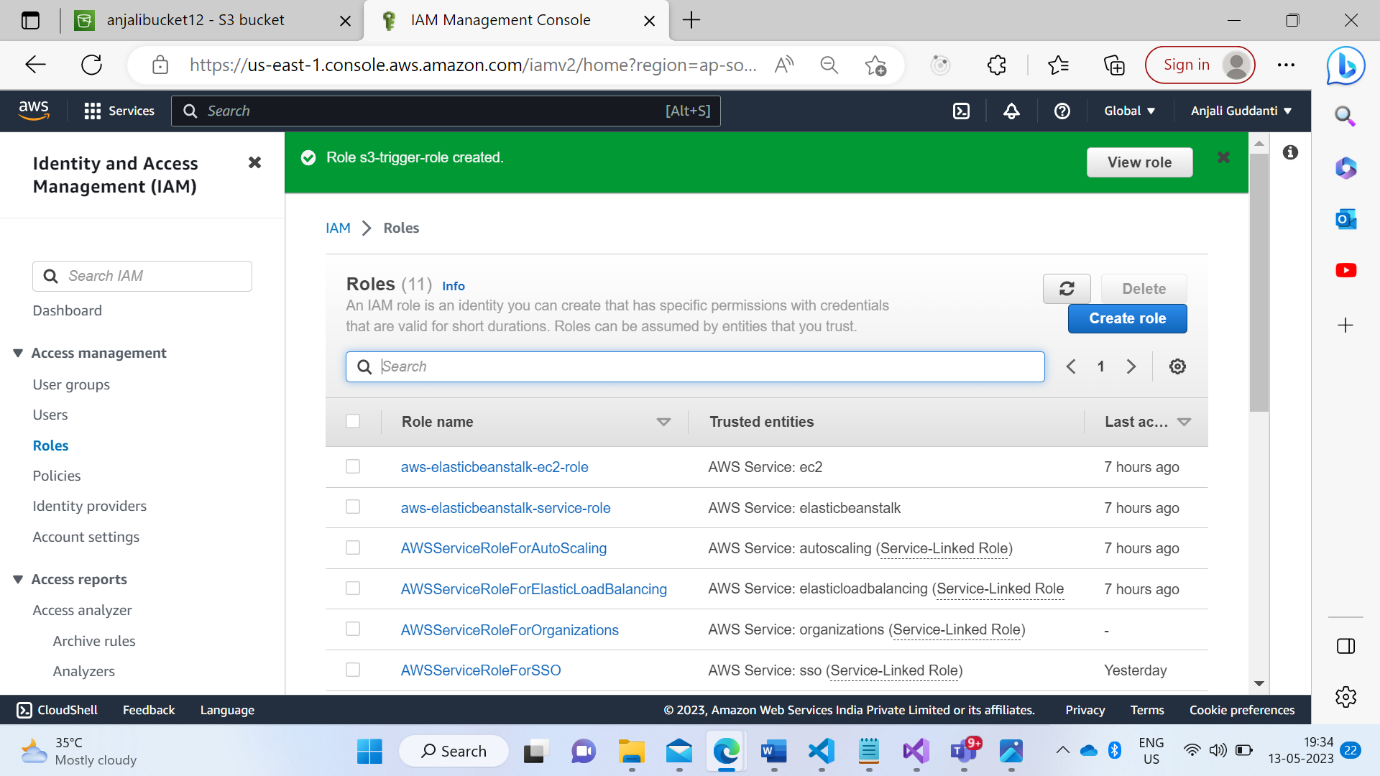 anjalibucket12 - S3 bucket
IAM Management Console
https://us-east-1.console.aws.amazon.com/iamv2/home?region=ap-so...
Sign in
aws
Services
Search
[Alt+S]
Global
Anjali Guddanti
Identity and Access
Management (IAM)
Search IAM
Dashboard
Access management
User groups
Users
Roles
Policies
Identity providers
Account settings
Access reports
Access analyzer
Archive rules
Analyzers
Role s3-trigger-role created.
View role
IAM > Roles
Roles (11) Info
An IAM role is an identity you can create that has specific permissions with credentials
that are valid for short durations. Roles can be assumed by entities that you trust.
Delete
Create role
Search
1
Role name Trusted entities Last ac...
aws-elasticbeanstalk-ec2-role AWS Service: ec2 7 hours ago
aws-elasticbeanstalk-service-role AWS Service: elasticbeanstalk 7 hours ago
AWSServiceRoleForAutoScaling AWS Service: autoscaling (Service-Linked Role) 7 hours ago
AWSServiceRoleForElasticLoadBalancing AWS Service: elasticloadbalancing (Service-Linked Role 7 hours ago
AWSServiceRoleForOrganizations AWS Service: organizations (Service-Linked Role) -
AWSServiceRoleForSSO AWS Service: sso (Service-Linked Role) Yesterday
CloudShell
Feedback
Language
© 2023, Amazon Web Services India Private Limited or its affiliates.
Privacy
Terms
Cookie preferences
35°C
Mostly cloudy
Search
9+
ENG
US
19:34
13-05-2023
22